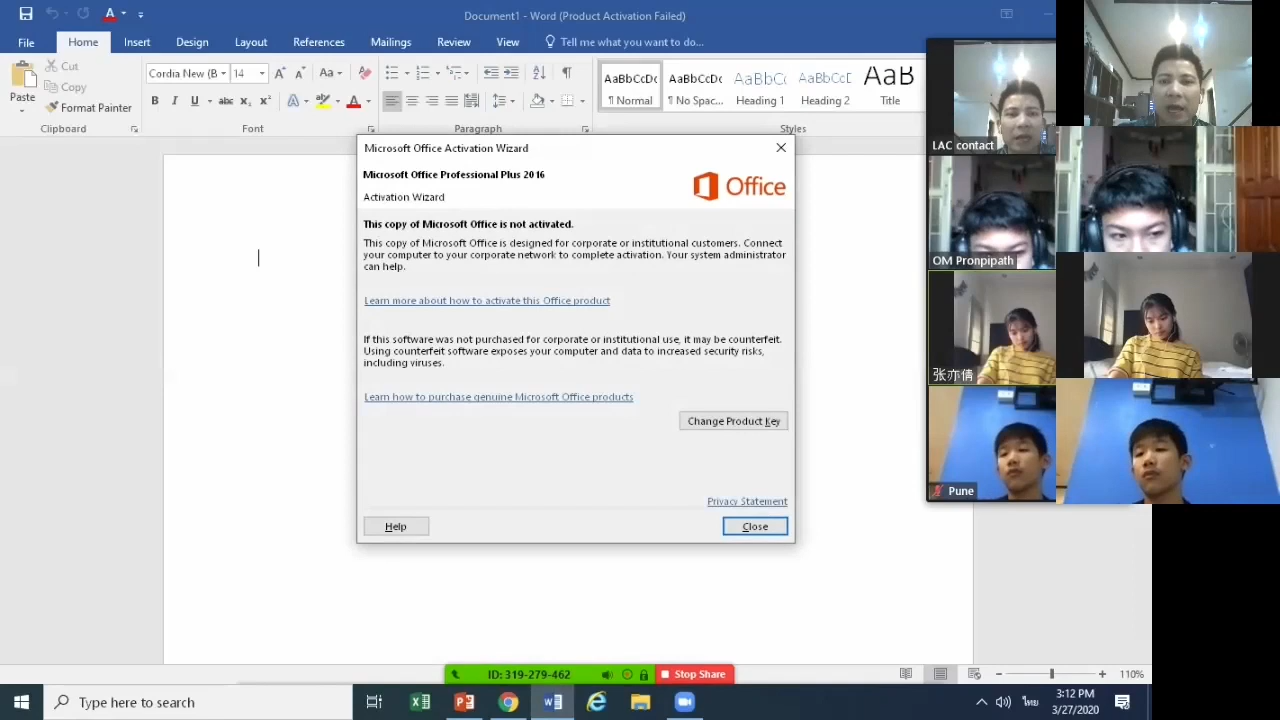 Document1 - Word (Product Activation Failed)
File Home Insert Design Layout References Mailings Review View Tell me what you want to do...
Paste
Cut
Copy
Format Painter
Clipboard
Cordia New (B 14 Aa
B I U abc x₂ x² A A
Font
Paragraph
AaBbCcDc AaBbCcDc AaBbCc AaBbCcD AaB
¶ Normal ¶ No Spac... Heading 1 Heading 2 Title
Styles
Microsoft Office Activation Wizard
Microsoft Office Professional Plus 2016
Activation Wizard
Office
This copy of Microsoft Office is not activated.
This copy of Microsoft Office is designed for corporate or institutional customers. Connect
your computer to your corporate network to complete activation. Your system administrator
can help.
Learn more about how to activate this Office product
If this software was not purchased for corporate or institutional use, it may be counterfeit.
Using counterfeit software exposes your computer and data to increased security risks,
including viruses.
Learn how to purchase genuine Microsoft Office products
Change Product Key
Privacy Statement
Help
Close
LAC contact
OM Pronpipath
张亦倩
Pune
ID: 319-279-462 Stop Share
110%
Type here to search
ไทย
3:12 PM
3/27/2020